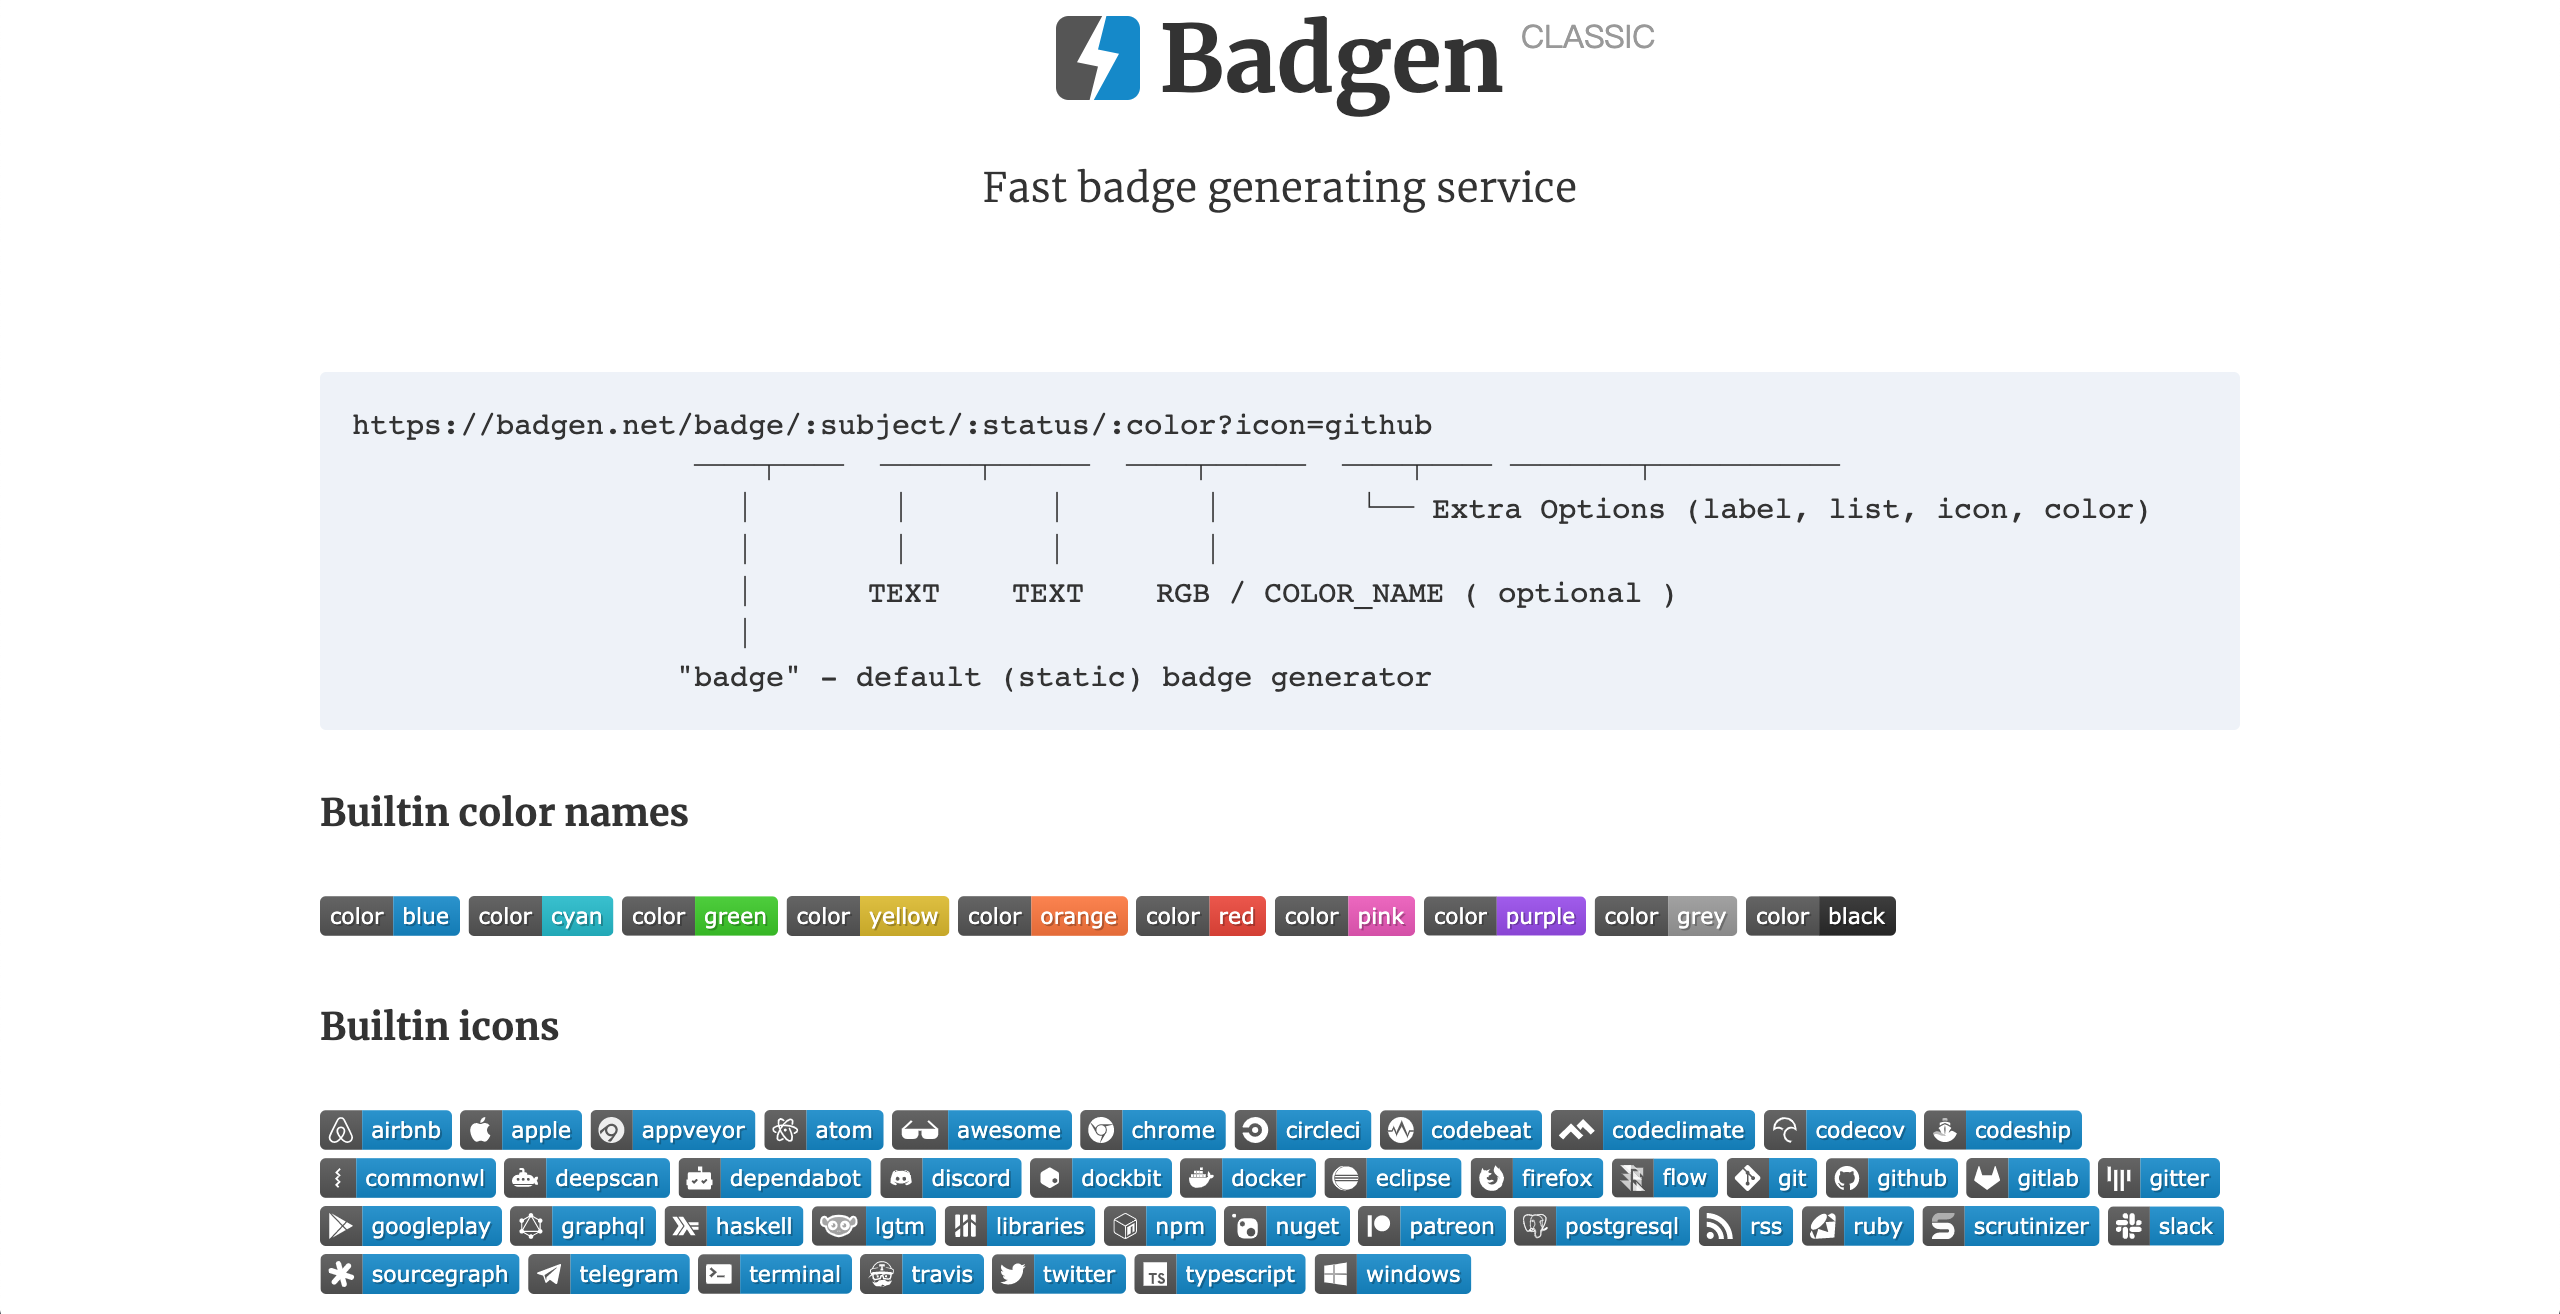 Badgen CLASSIC
Fast badge generating service
https://badgen.net/badge/:subject/:status/:color?icon=github
Extra Options (label, list, icon, color)
TEXT TEXT RGB / COLOR_NAME ( optional )
"badge" - default (static) badge generator
Builtin color names
color blue color cyan color green color yellow color orange color red color pink color purple color grey color black
Builtin icons
airbnb apple appveyor atom awesome chrome circleci codebeat codeclimate codecov codeship
commonwl deepscan dependabot discord dockbit docker eclipse firefox flow git github gitlab gitter
googleplay graphql haskell lgtm libraries npm nuget patreon postgresql rss ruby scrutinizer slack
sourcegraph telegram terminal travis twitter TS typescript windows